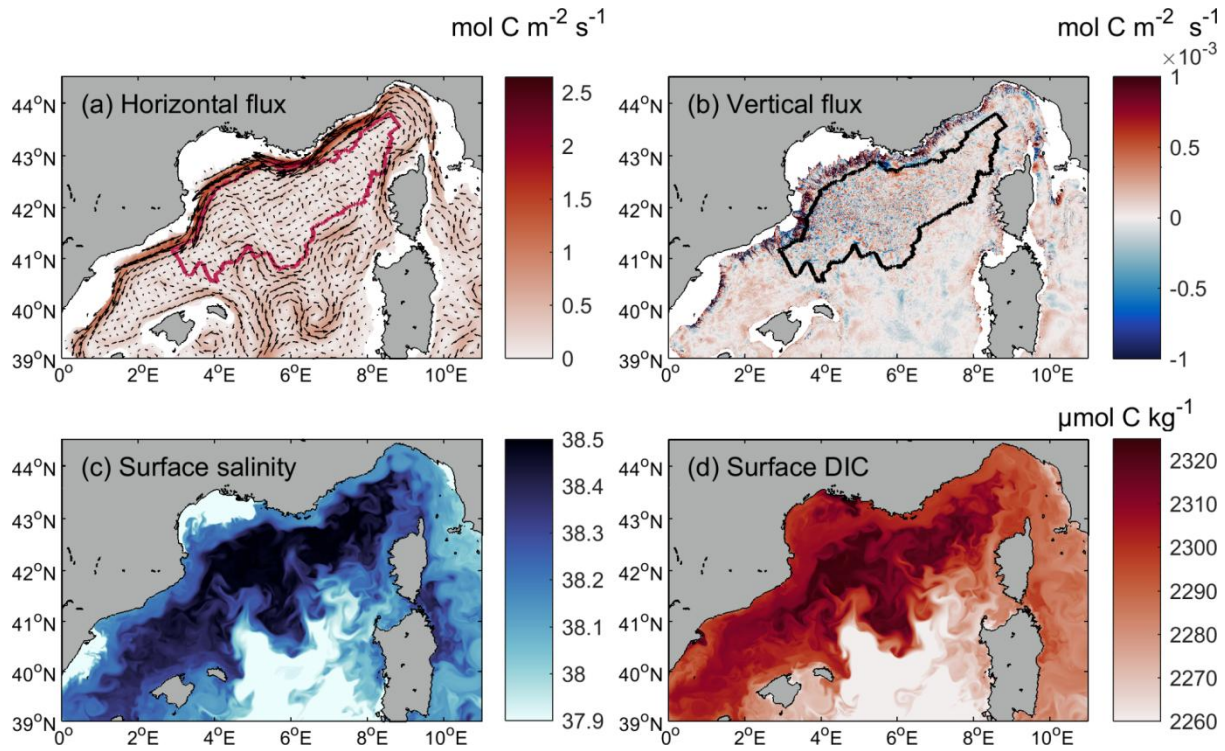 mol C m⁻² s⁻¹
(a) Horizontal flux
44°N
43°N
42°N
41°N
40°N
39°N
0°
2°E
4°E
6°E
8°E
10°E
2.5
2
1.5
1
0.5
0
mol C m⁻² s⁻¹
×10⁻³
(b) Vertical flux
44°N
43°N
42°N
41°N
40°N
39°N
0°
2°E
4°E
6°E
8°E
10°E
1
0.5
0
-0.5
-1
(c) Surface salinity
44°N
43°N
42°N
41°N
40°N
39°N
0°
2°E
4°E
6°E
8°E
10°E
38.5
38.4
38.3
38.2
38.1
38
37.9
µmol C kg⁻¹
(d) Surface DIC
44°N
43°N
42°N
41°N
40°N
39°N
0°
2°E
4°E
6°E
8°E
10°E
2320
2310
2300
2290
2280
2270
2260